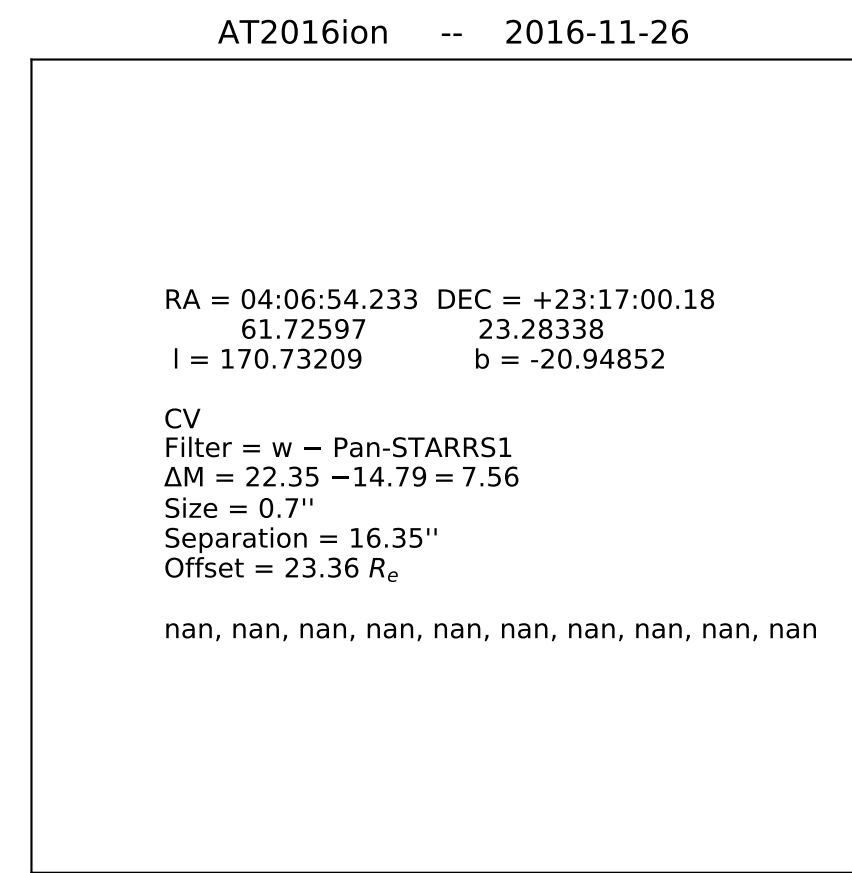 AT2016ion -- 2016-11-26
RA = 04:06:54.233 DEC = +23:17:00.18
61.72597 23.28338
l = 170.73209 b = -20.94852
CV
Filter = w − Pan-STARRS1
ΔM = 22.35 −14.79 = 7.56
Size = 0.7''
Separation = 16.35''
Offset = 23.36 Rₑ
nan, nan, nan, nan, nan, nan, nan, nan, nan, nan